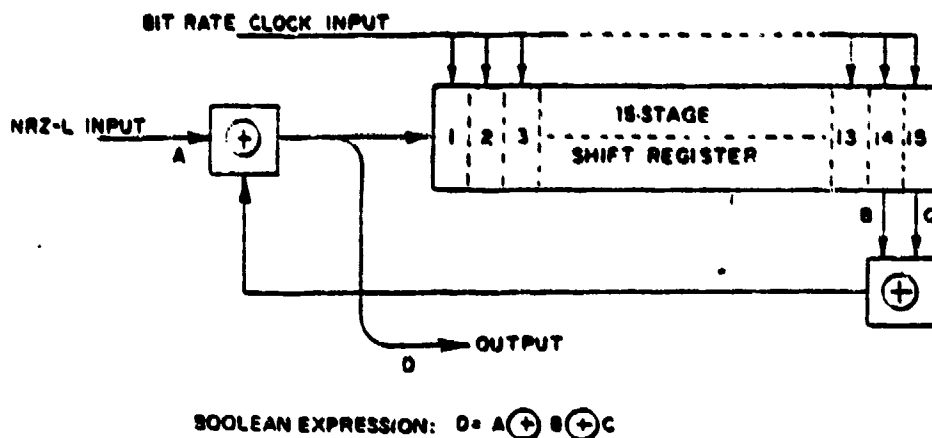 BIT RATE CLOCK INPUT
NRZ-L INPUT
A
1 2 3
15-STAGE
SHIFT REGISTER
13 14 15
B C
D
OUTPUT
BOOLEAN EXPRESSION: D= A ⊕ B ⊕ C